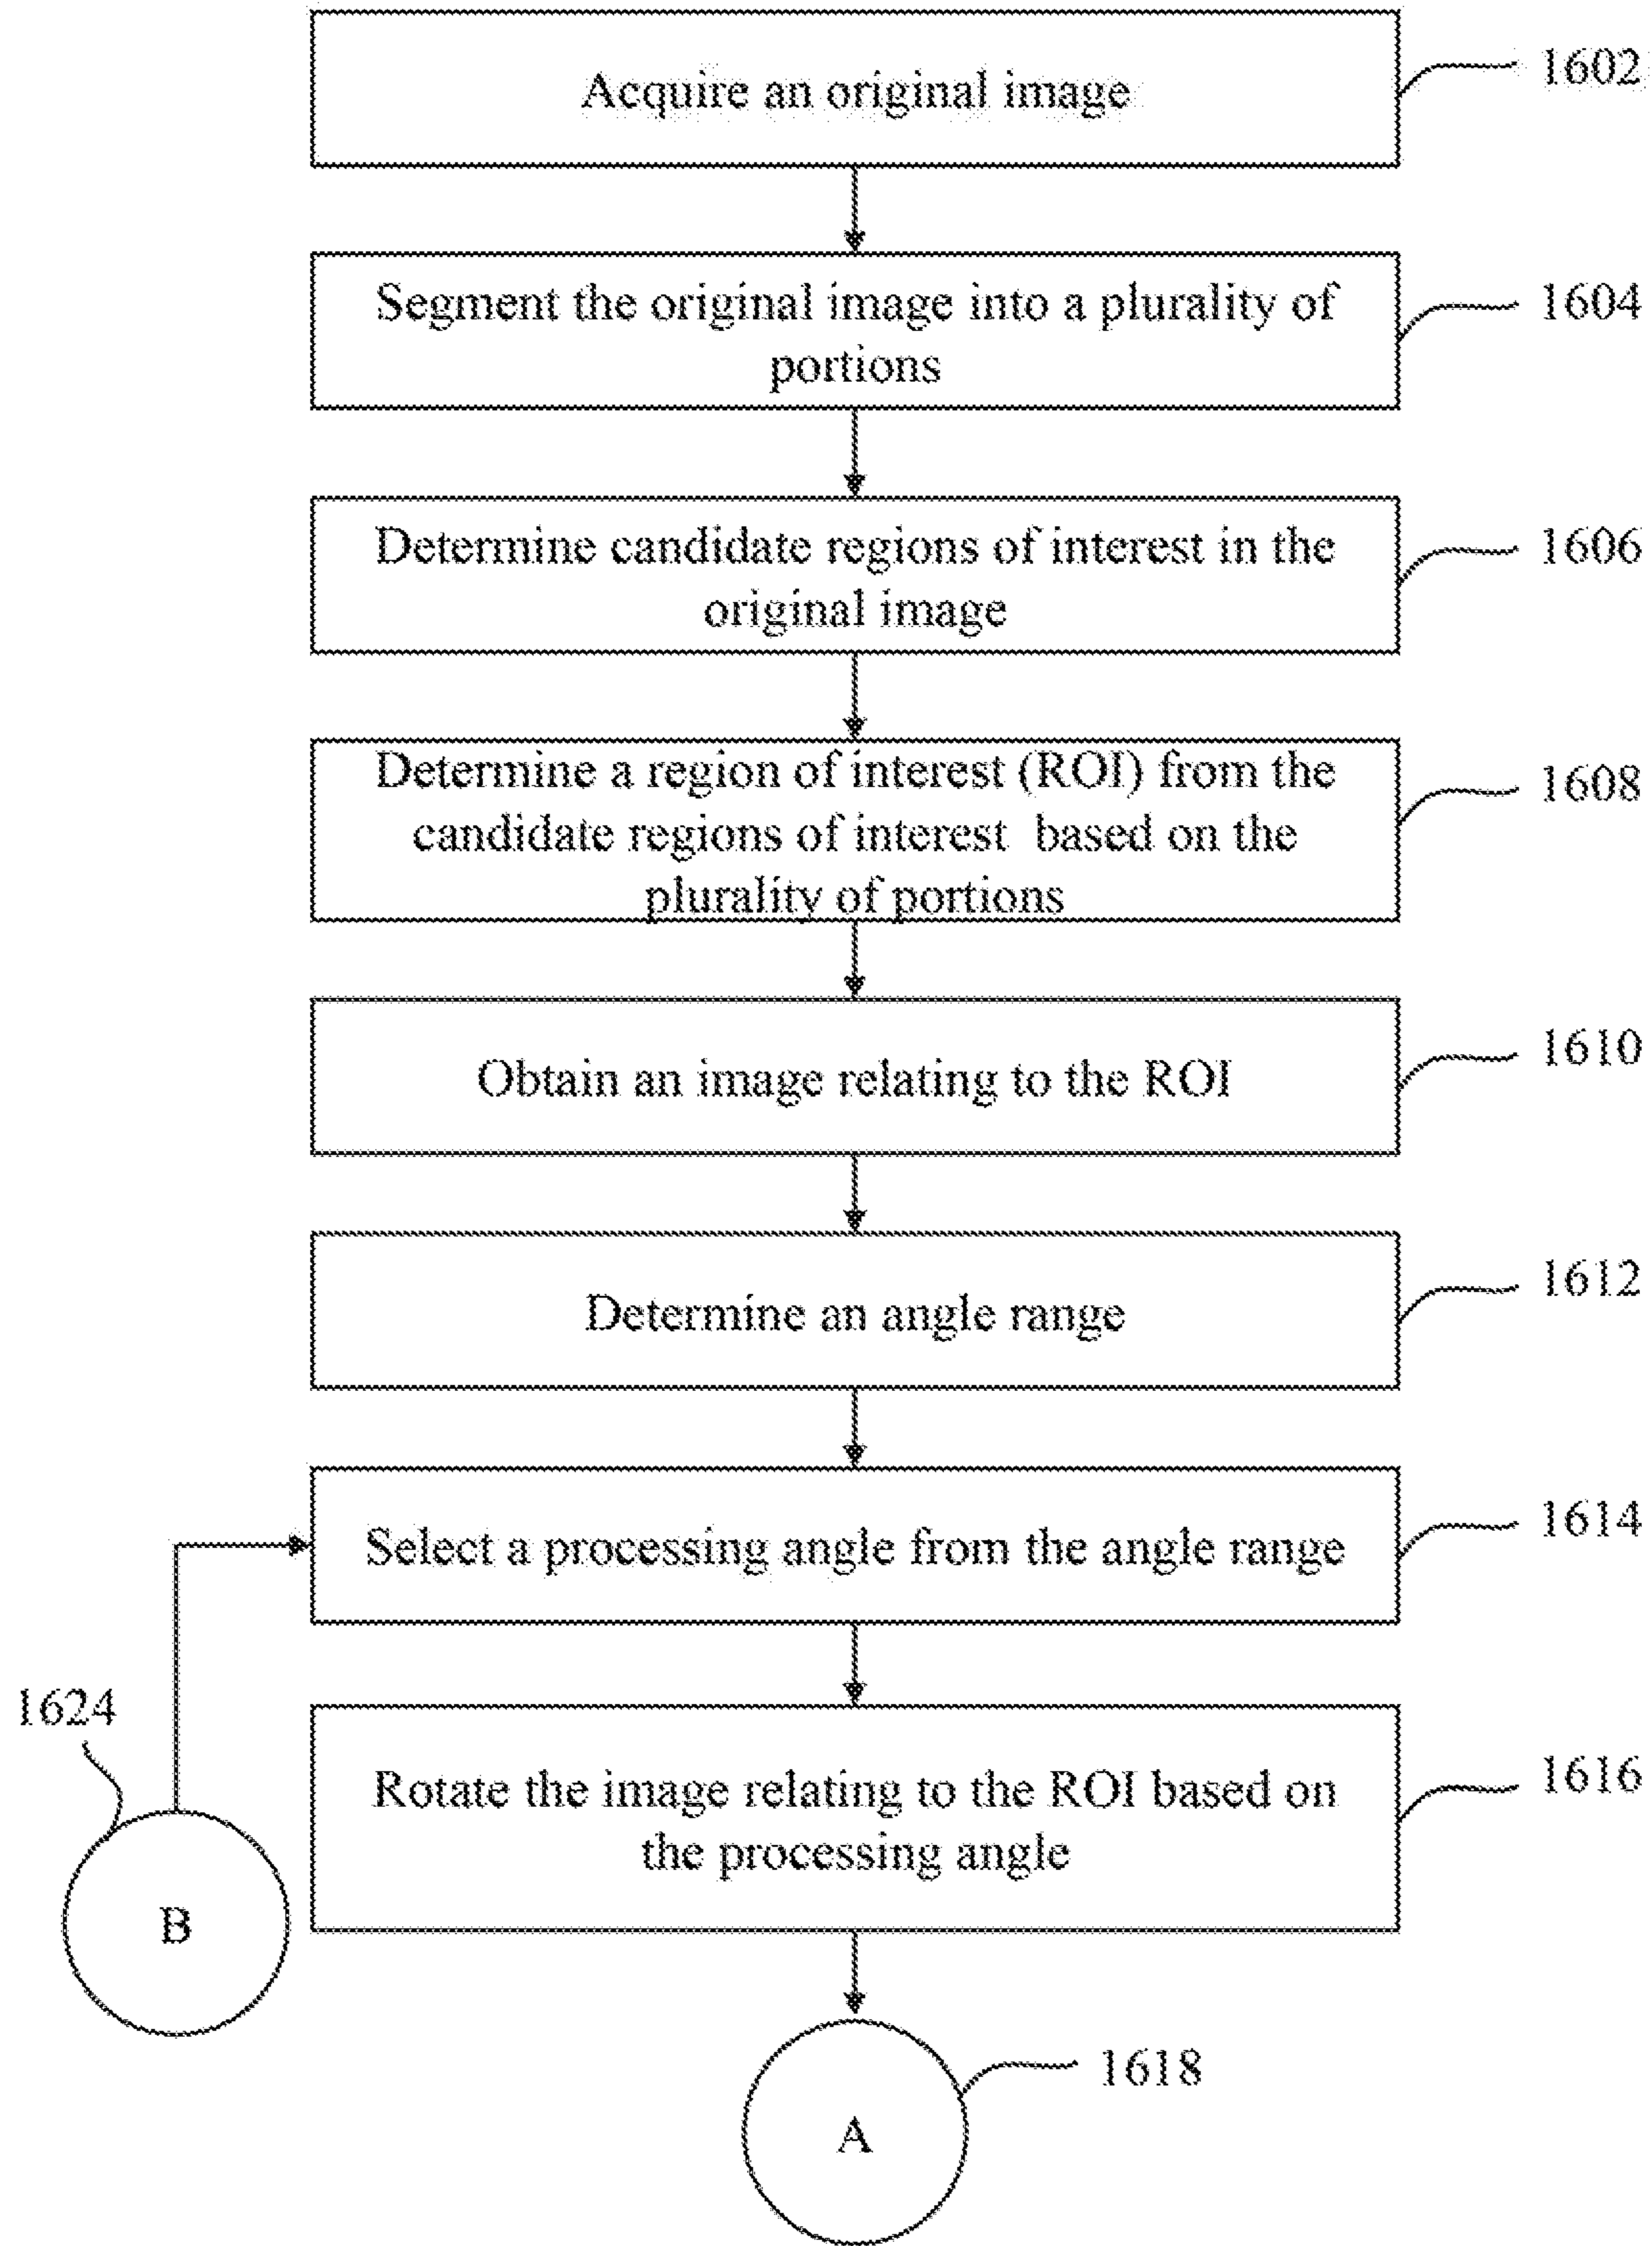 Acquire an original image
1602
Segment the original image into a plurality of
portions
1604
Determine candidate regions of interest in the
original image
1606
Determine a region of interest (ROI) from the
candidate regions of interest based on the
plurality of portions
1608
Obtain an image relating to the ROI
1610
Determine an angle range
1612
Select a processing angle from the angle range
1614
Rotate the image relating to the ROI based on
the processing angle
1616
1624
B
A
1618